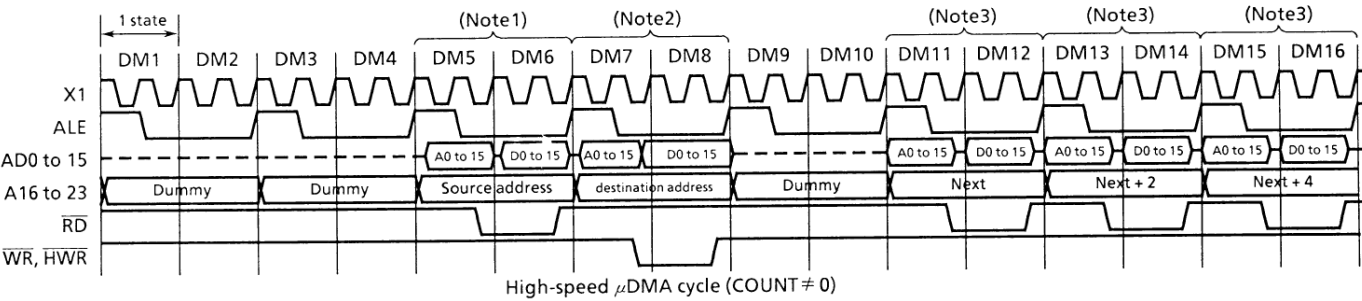 (Note1) (Note2) (Note3) (Note3) (Note3)
1 state
DM1 DM2 DM3 DM4 DM5 DM6 DM7 DM8 DM9 DM10 DM11 DM12 DM13 DM14 DM15 DM16
X1
ALE
AD0 to 15 A0 to 15 D0 to 15 A0 to 15 D0 to 15 A0 to 15 D0 to 15 A0 to 15 D0 to 15 A0 to 15 D0 to 15
A16 to 23 Dummy Dummy Source address destination address Dummy Next Next + 2 Next + 4
RD
WR, HWR
High-speed μDMA cycle (COUNT ≠ 0)